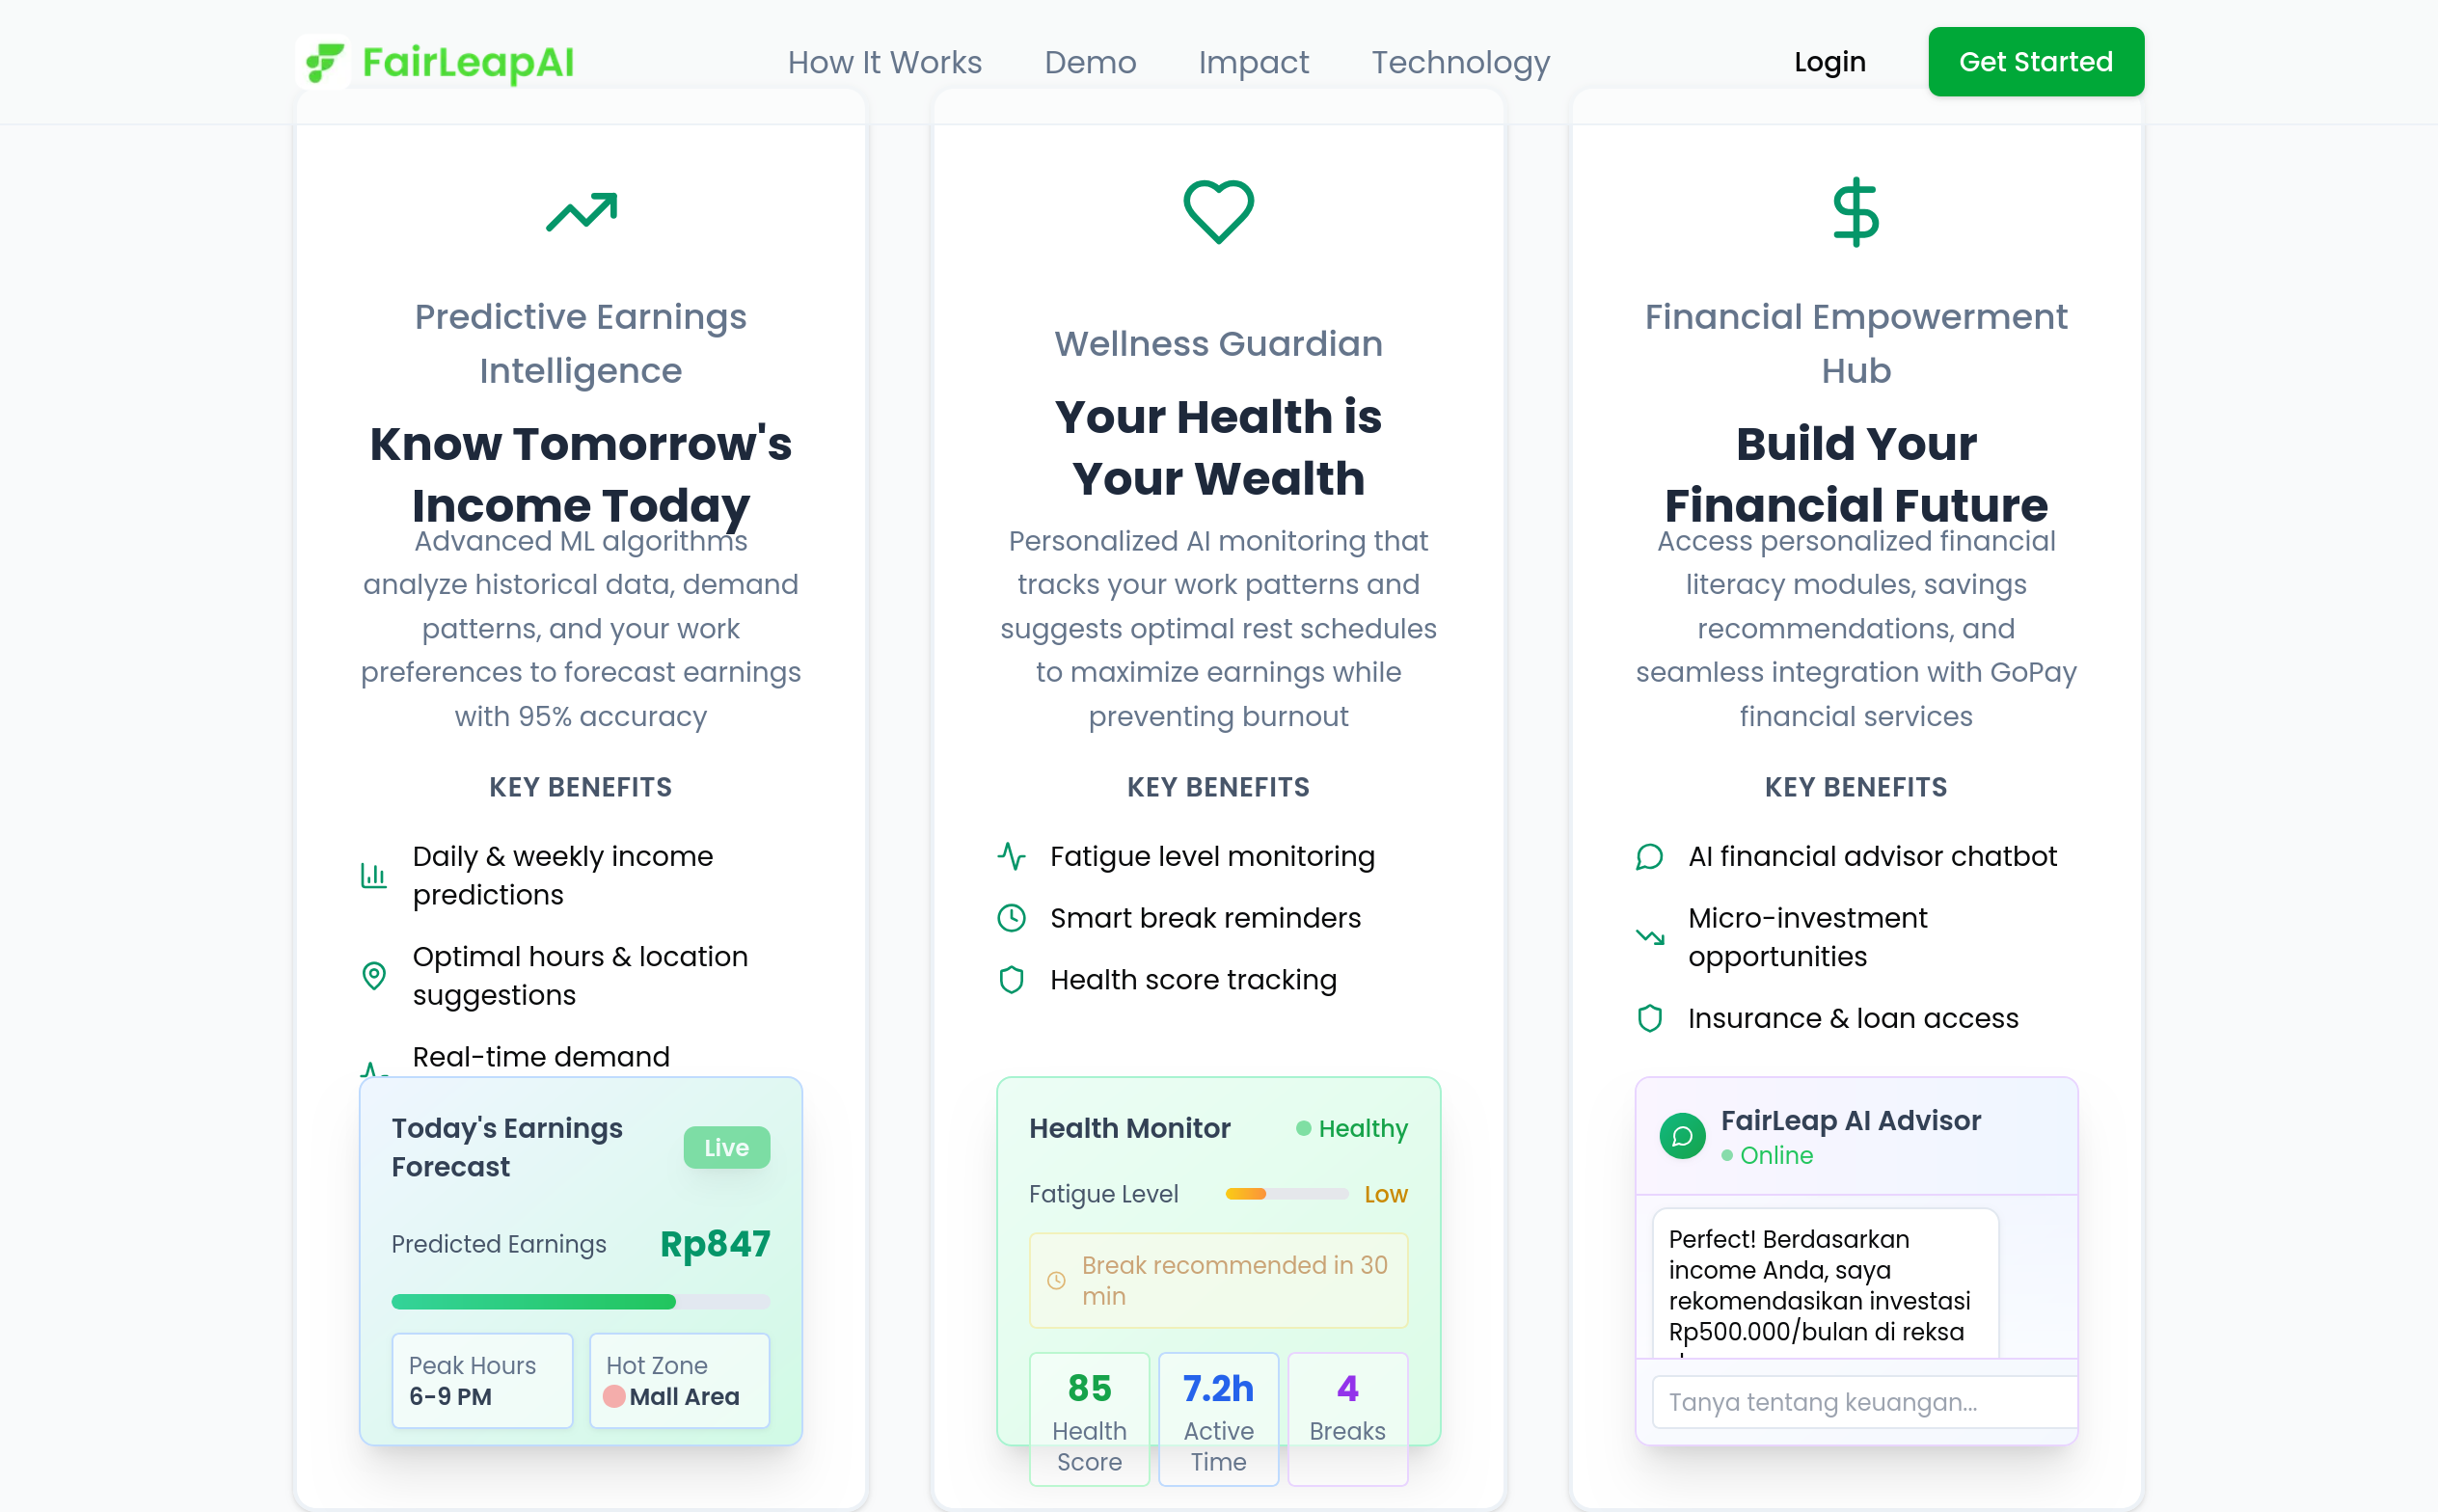 FairLeapAI
How It Works
Demo
Impact
Technology
Login
Get Started
Predictive Earnings
Intelligence
Know Tomorrow's
Income Today
Advanced ML algorithms
analyze historical data, demand
patterns, and your work
preferences to forecast earnings
with 95% accuracy
KEY BENEFITS
Daily & weekly income
predictions
Optimal hours & location
suggestions
Real-time demand
Today's Earnings
Forecast
Live
Predicted Earnings
Rp847
Peak Hours
6-9 PM
Hot Zone
Mall Area
Wellness Guardian
Your Health is
Your Wealth
Personalized AI monitoring that
tracks your work patterns and
suggests optimal rest schedules
to maximize earnings while
preventing burnout
KEY BENEFITS
Fatigue level monitoring
Smart break reminders
Health score tracking
Health Monitor
Healthy
Fatigue Level
Low
Break recommended in 30
min
85
Health
Score
7.2h
Active
Time
4
Breaks
Financial Empowerment
Hub
Build Your
Financial Future
Access personalized financial
literacy modules, savings
recommendations, and
seamless integration with GoPay
financial services
KEY BENEFITS
AI financial advisor chatbot
Micro-investment
opportunities
Insurance & loan access
FairLeap AI Advisor
Online
Perfect! Berdasarkan
income Anda, saya
rekomendasikan investasi
Rp500.000/bulan di reksa
Tanya tentang keuangan...